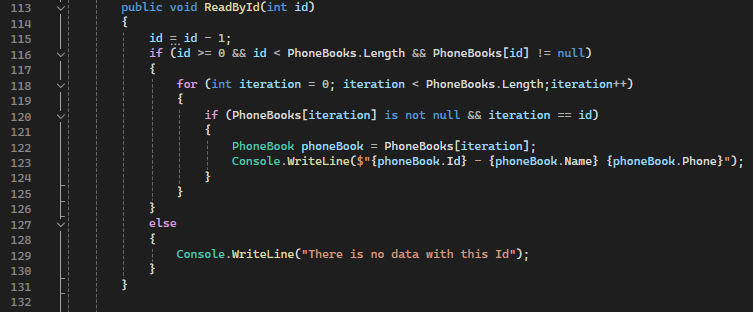 113 public void ReadById(int id)
114 {
115 id = id - 1;
116 if (id >= 0 && id < PhoneBooks.Length && PhoneBooks[id] != null)
117 {
118 for (int iteration = 0; iteration < PhoneBooks.Length;iteration++)
119 {
120 if (PhoneBooks[iteration] is not null && iteration == id)
121 {
122 PhoneBook phoneBook = PhoneBooks[iteration];
123 Console.WriteLine($"{phoneBook.Id} - {phoneBook.Name} {phoneBook.Phone}");
124 }
125 }
126 }
127 else
128 {
129 Console.WriteLine("There is no data with this Id");
130 }
131 }
132